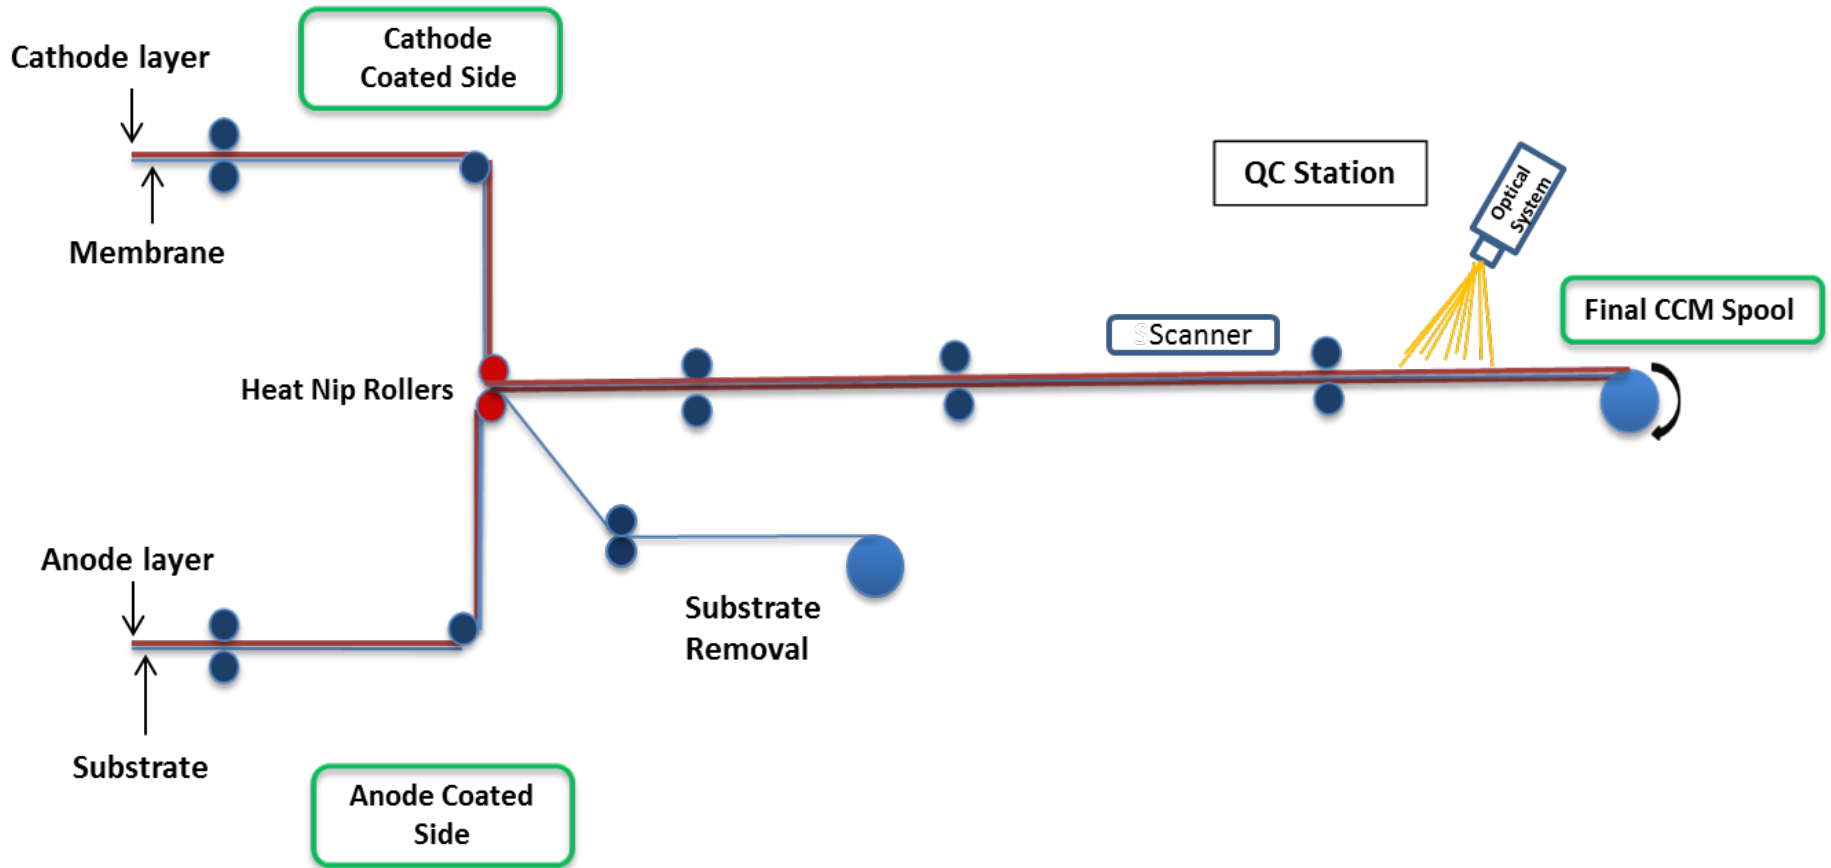 Cathode
Coated Side
Cathode layer
Membrane
QC Station
Optical
System
Final CCM Spool
SScanner
Heat Nip Rollers
Anode layer
Substrate
Removal
Substrate
Anode Coated
Side